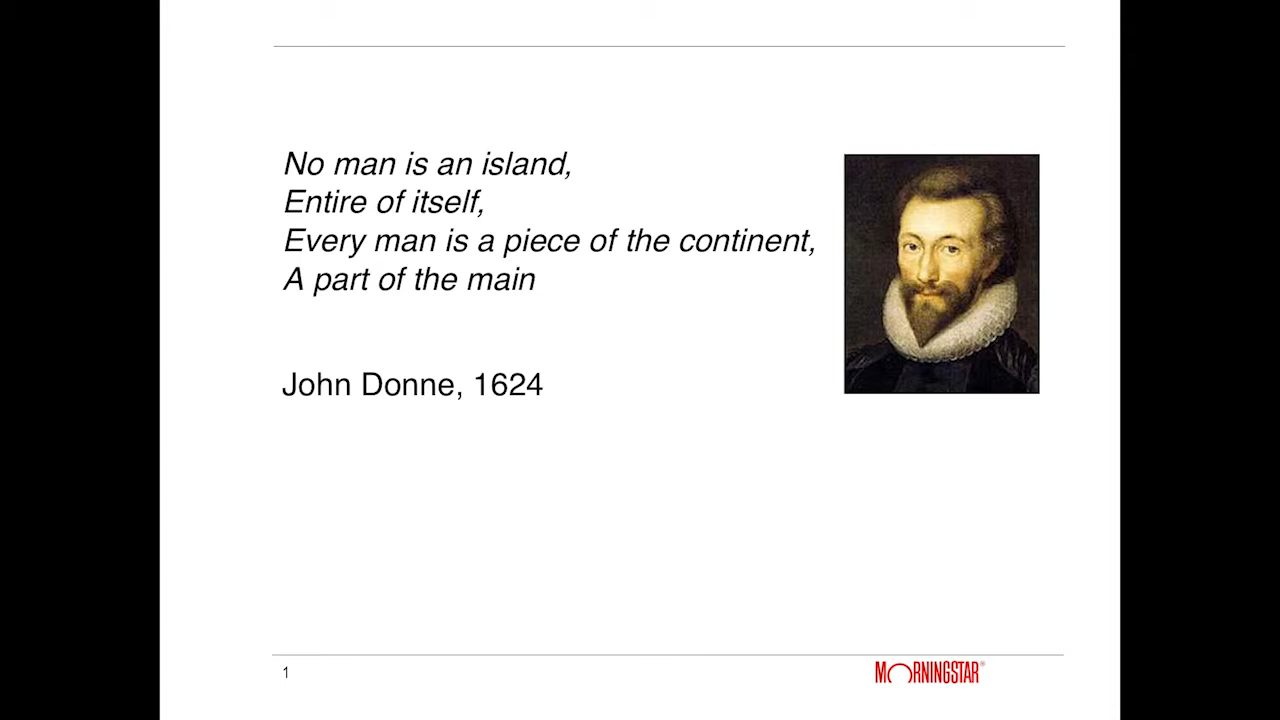 No man is an island,
Entire of itself,
Every man is a piece of the continent,
A part of the main
John Donne, 1624
1
MORNINGSTAR®